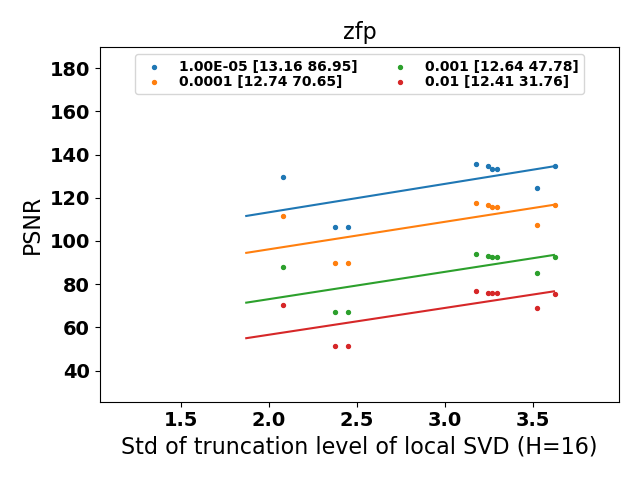 zfp
1.00E-05 [13.16 86.95]
0.0001 [12.74 70.65]
0.001 [12.64 47.78]
0.01 [12.41 31.76]
180
160
140
120
100
80
60
40
PSNR
1.5 2.0 2.5 3.0 3.5
Std of truncation level of local SVD (H=16)